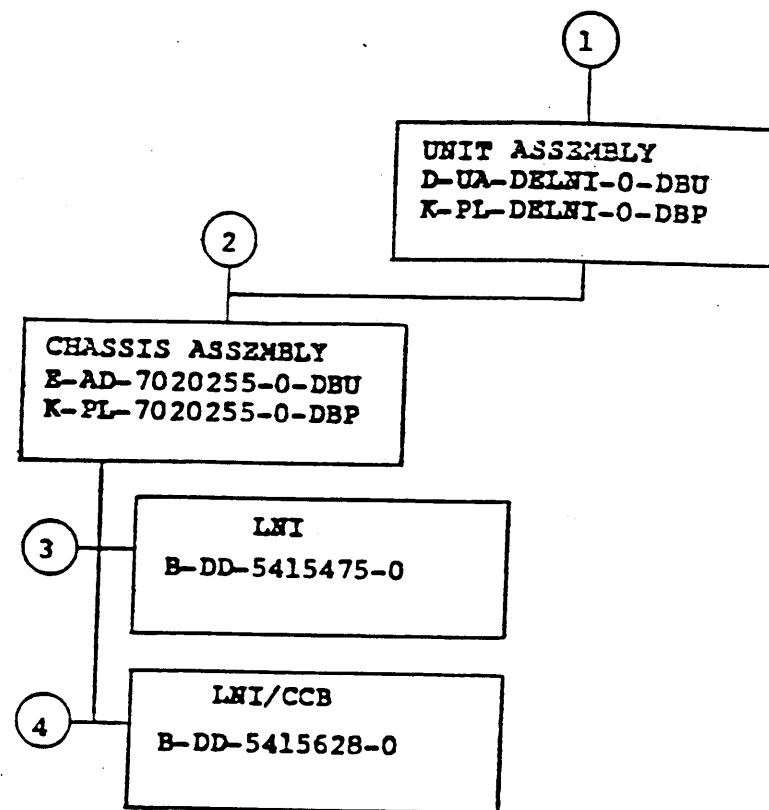 1
UNIT ASSEMBLY
D-UA-DELNI-0-DBU
K-PL-DELNI-0-DBP
2
CHASSIS ASSEMBLY
E-AD-7020255-0-DBU
K-PL-7020255-0-DBP
3
LNI
B-DD-5415475-0
4
LNI/CCB
B-DD-5415628-0